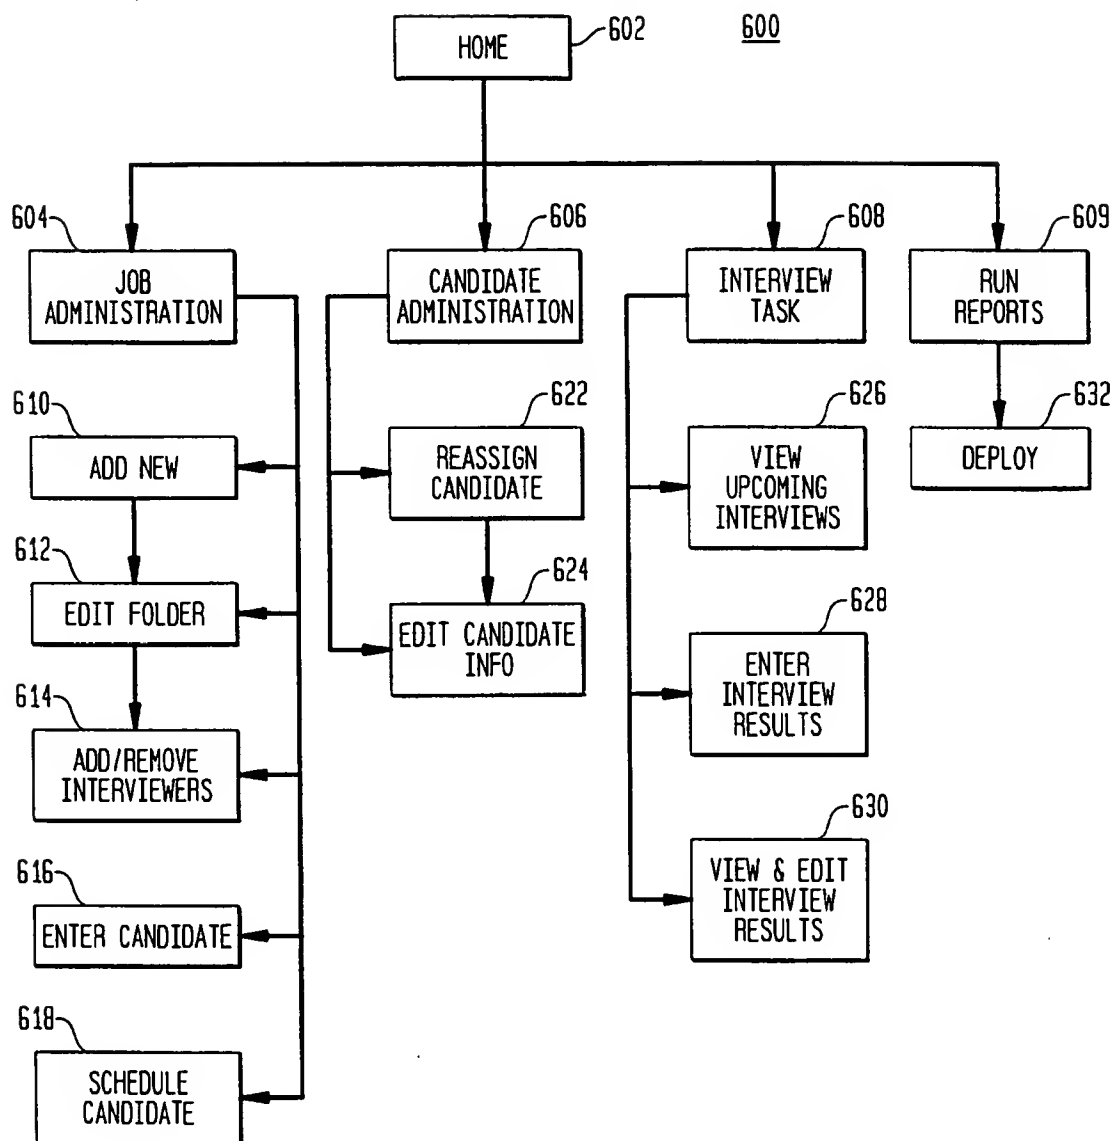 HOME
602
600
604
606
608
609
JOB
ADMINISTRATION
CANDIDATE
ADMINISTRATION
INTERVIEW
TASK
RUN
REPORTS
610
622
626
632
ADD NEW
REASSIGN
CANDIDATE
VIEW
UPCOMING
INTERVIEWS
DEPLOY
612
624
628
EDIT FOLDER
EDIT CANDIDATE
INFO
ENTER
INTERVIEW
RESULTS
614
ADD/REMOVE
INTERVIEWERS
630
616
VIEW & EDIT
INTERVIEW
RESULTS
ENTER CANDIDATE
618
SCHEDULE
CANDIDATE